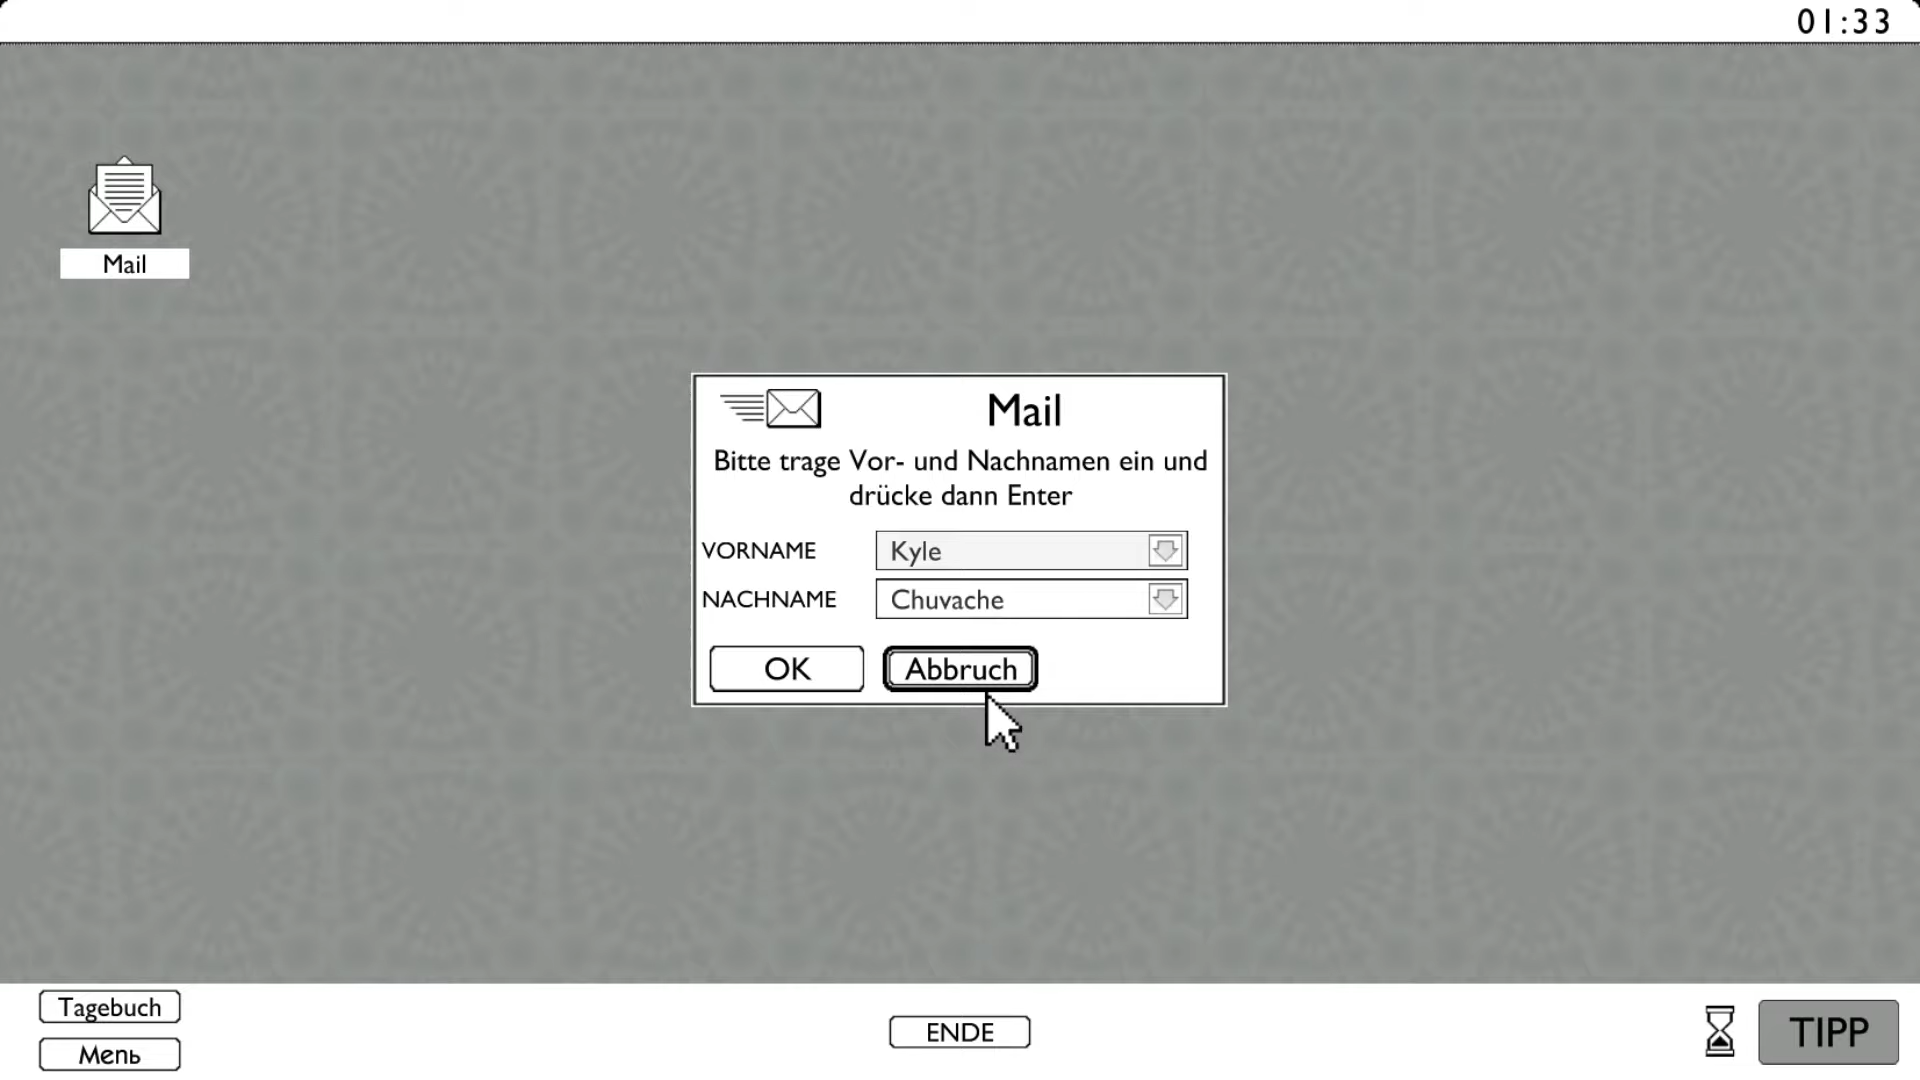 01:33
Mail
Mail
Bitte trage Vor- und Nachnamen ein und
drücke dann Enter
VORNAME Kyle
NACHNAME Chuvache
OK Abbruch
Tagebuch
Menь
ENDE
TIPP